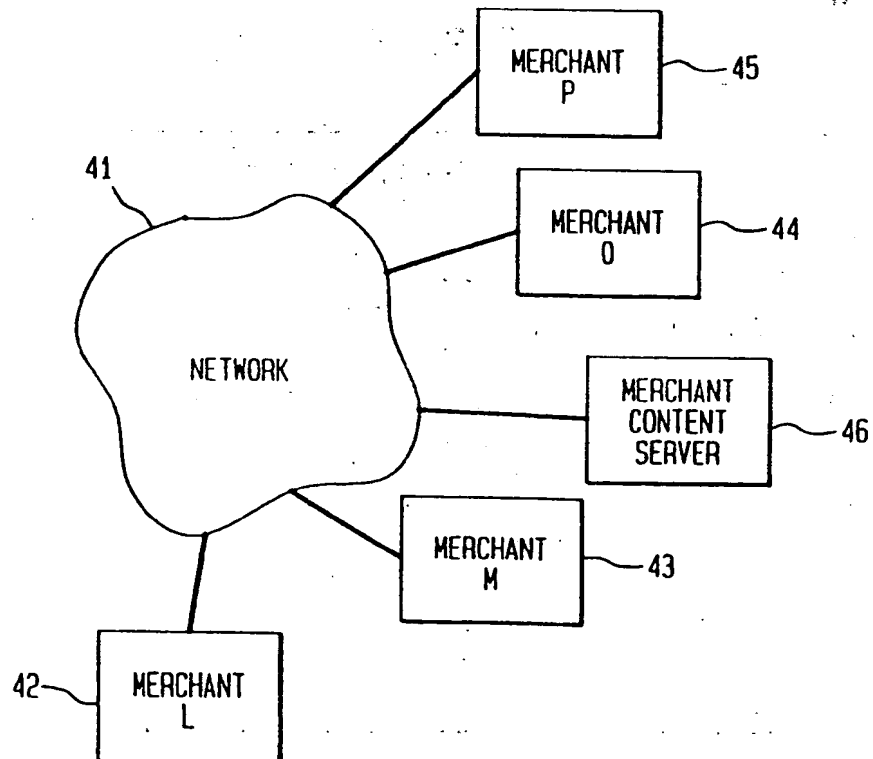 MERCHANT
P
45
41
MERCHANT
O
44
NETWORK
MERCHANT
CONTENT
SERVER
46
MERCHANT
M
43
42
MERCHANT
L